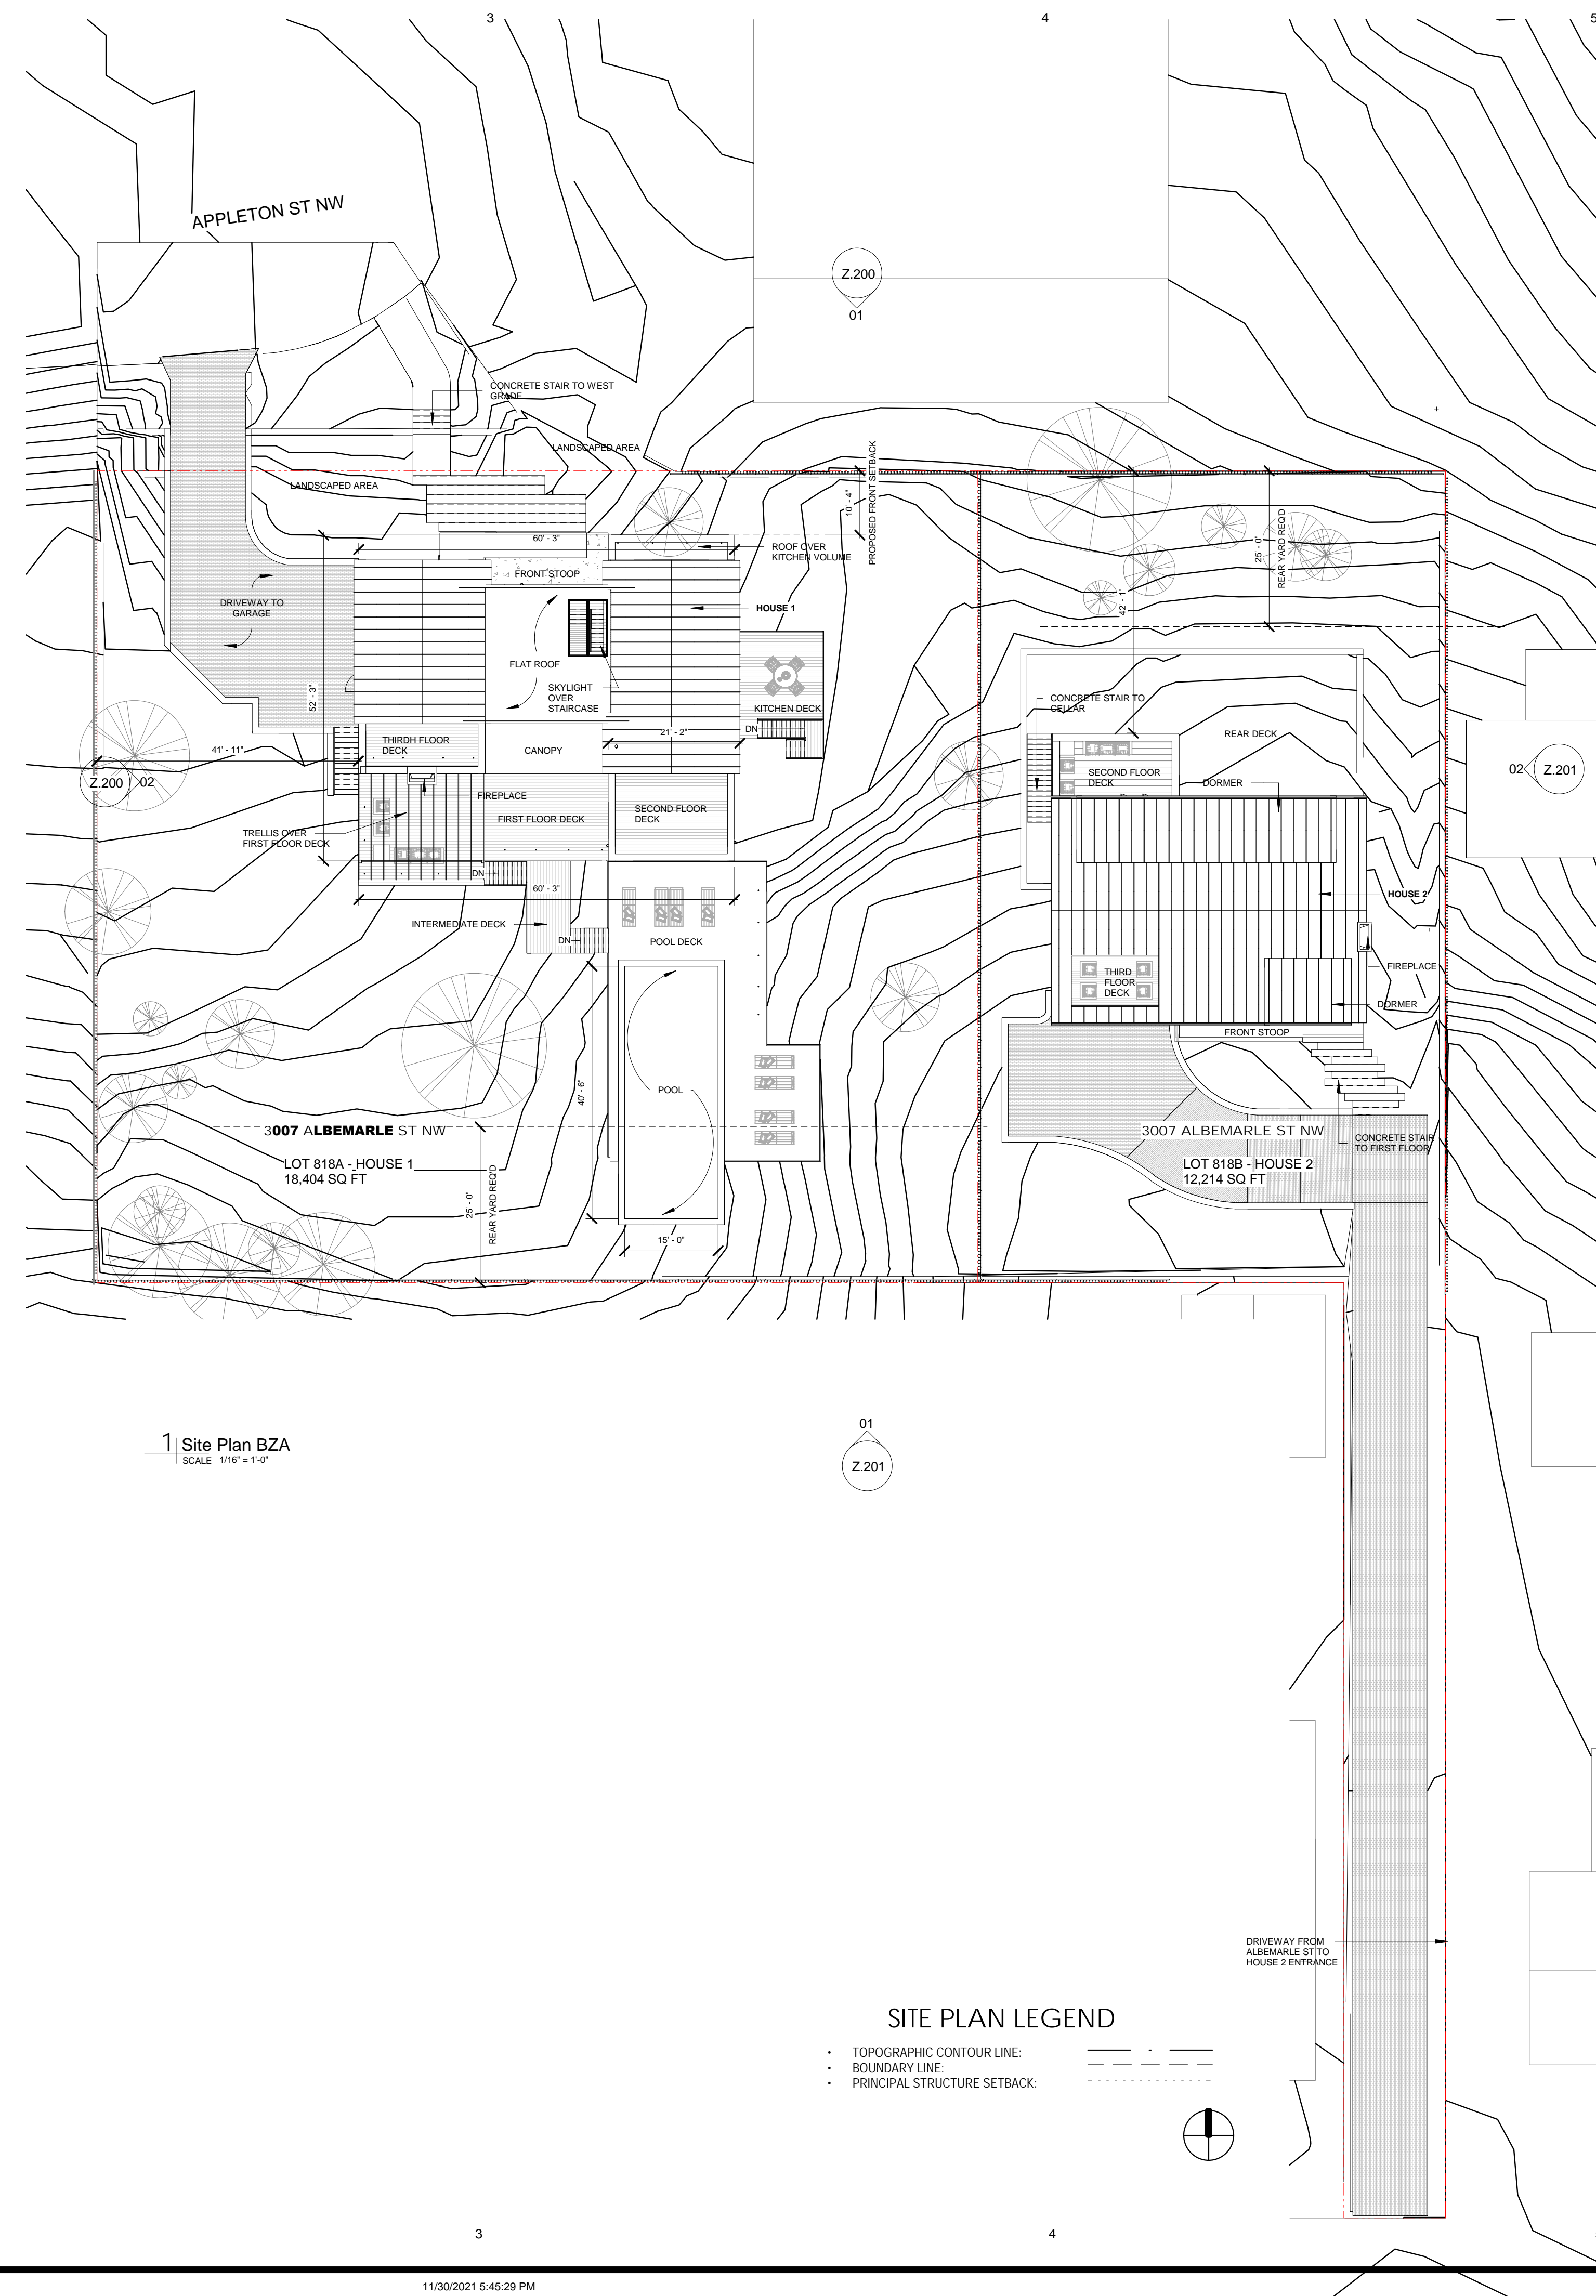 3
4
5
APPLETON ST NW
Z.200
01
CONCRETE STAIR TO WEST
GRADE
LANDSCAPED AREA
LANDSCAPED AREA
10' - 4"
PROPOSED FRONT SETBACK
25' - 0"
REAR YARD REQ'D
60' - 3"
ROOF OVER
KITCHEN VOLUME
FRONT STOOP
DRIVEWAY TO
GARAGE
HOUSE 1
42' - 1"
FLAT ROOF
SKYLIGHT
OVER
STAIRCASE
KITCHEN DECK
DN
52' - 3"
CONCRETE STAIR TO
CELLAR
THIRDH FLOOR
DECK
CANOPY
21' - 2"
REAR DECK
41' - 11"
Z.200
02
SECOND FLOOR
DECK
DORMER
02
Z.201
FIREPLACE
FIRST FLOOR DECK
SECOND FLOOR
DECK
TRELLIS OVER
FIRST FLOOR DECK
DN
60' - 3"
HOUSE 2
INTERMEDIATE DECK
DN
POOL DECK
THIRD
FLOOR
DECK
FIREPLACE
DORMER
FRONT STOOP
40' - 6"
POOL
3007 ALBEMARLE ST NW
LOT 818A - HOUSE 1
18,404 SQ FT
25' - 0"
REAR YARD REQ'D
3007 ALBEMARLE ST NW
LOT 818B - HOUSE 2
12,214 SQ FT
CONCRETE STAIR
TO FIRST FLOOR
15' - 0"
1
Site Plan BZA
SCALE 1/16" = 1'-0"
01
Z.201
DRIVEWAY FROM
ALBEMARLE ST TO
HOUSE 2 ENTRANCE
SITE PLAN LEGEND
• TOPOGRAPHIC CONTOUR LINE:
• BOUNDARY LINE:
• PRINCIPAL STRUCTURE SETBACK:
3
4
11/30/2021 5:45:29 PM